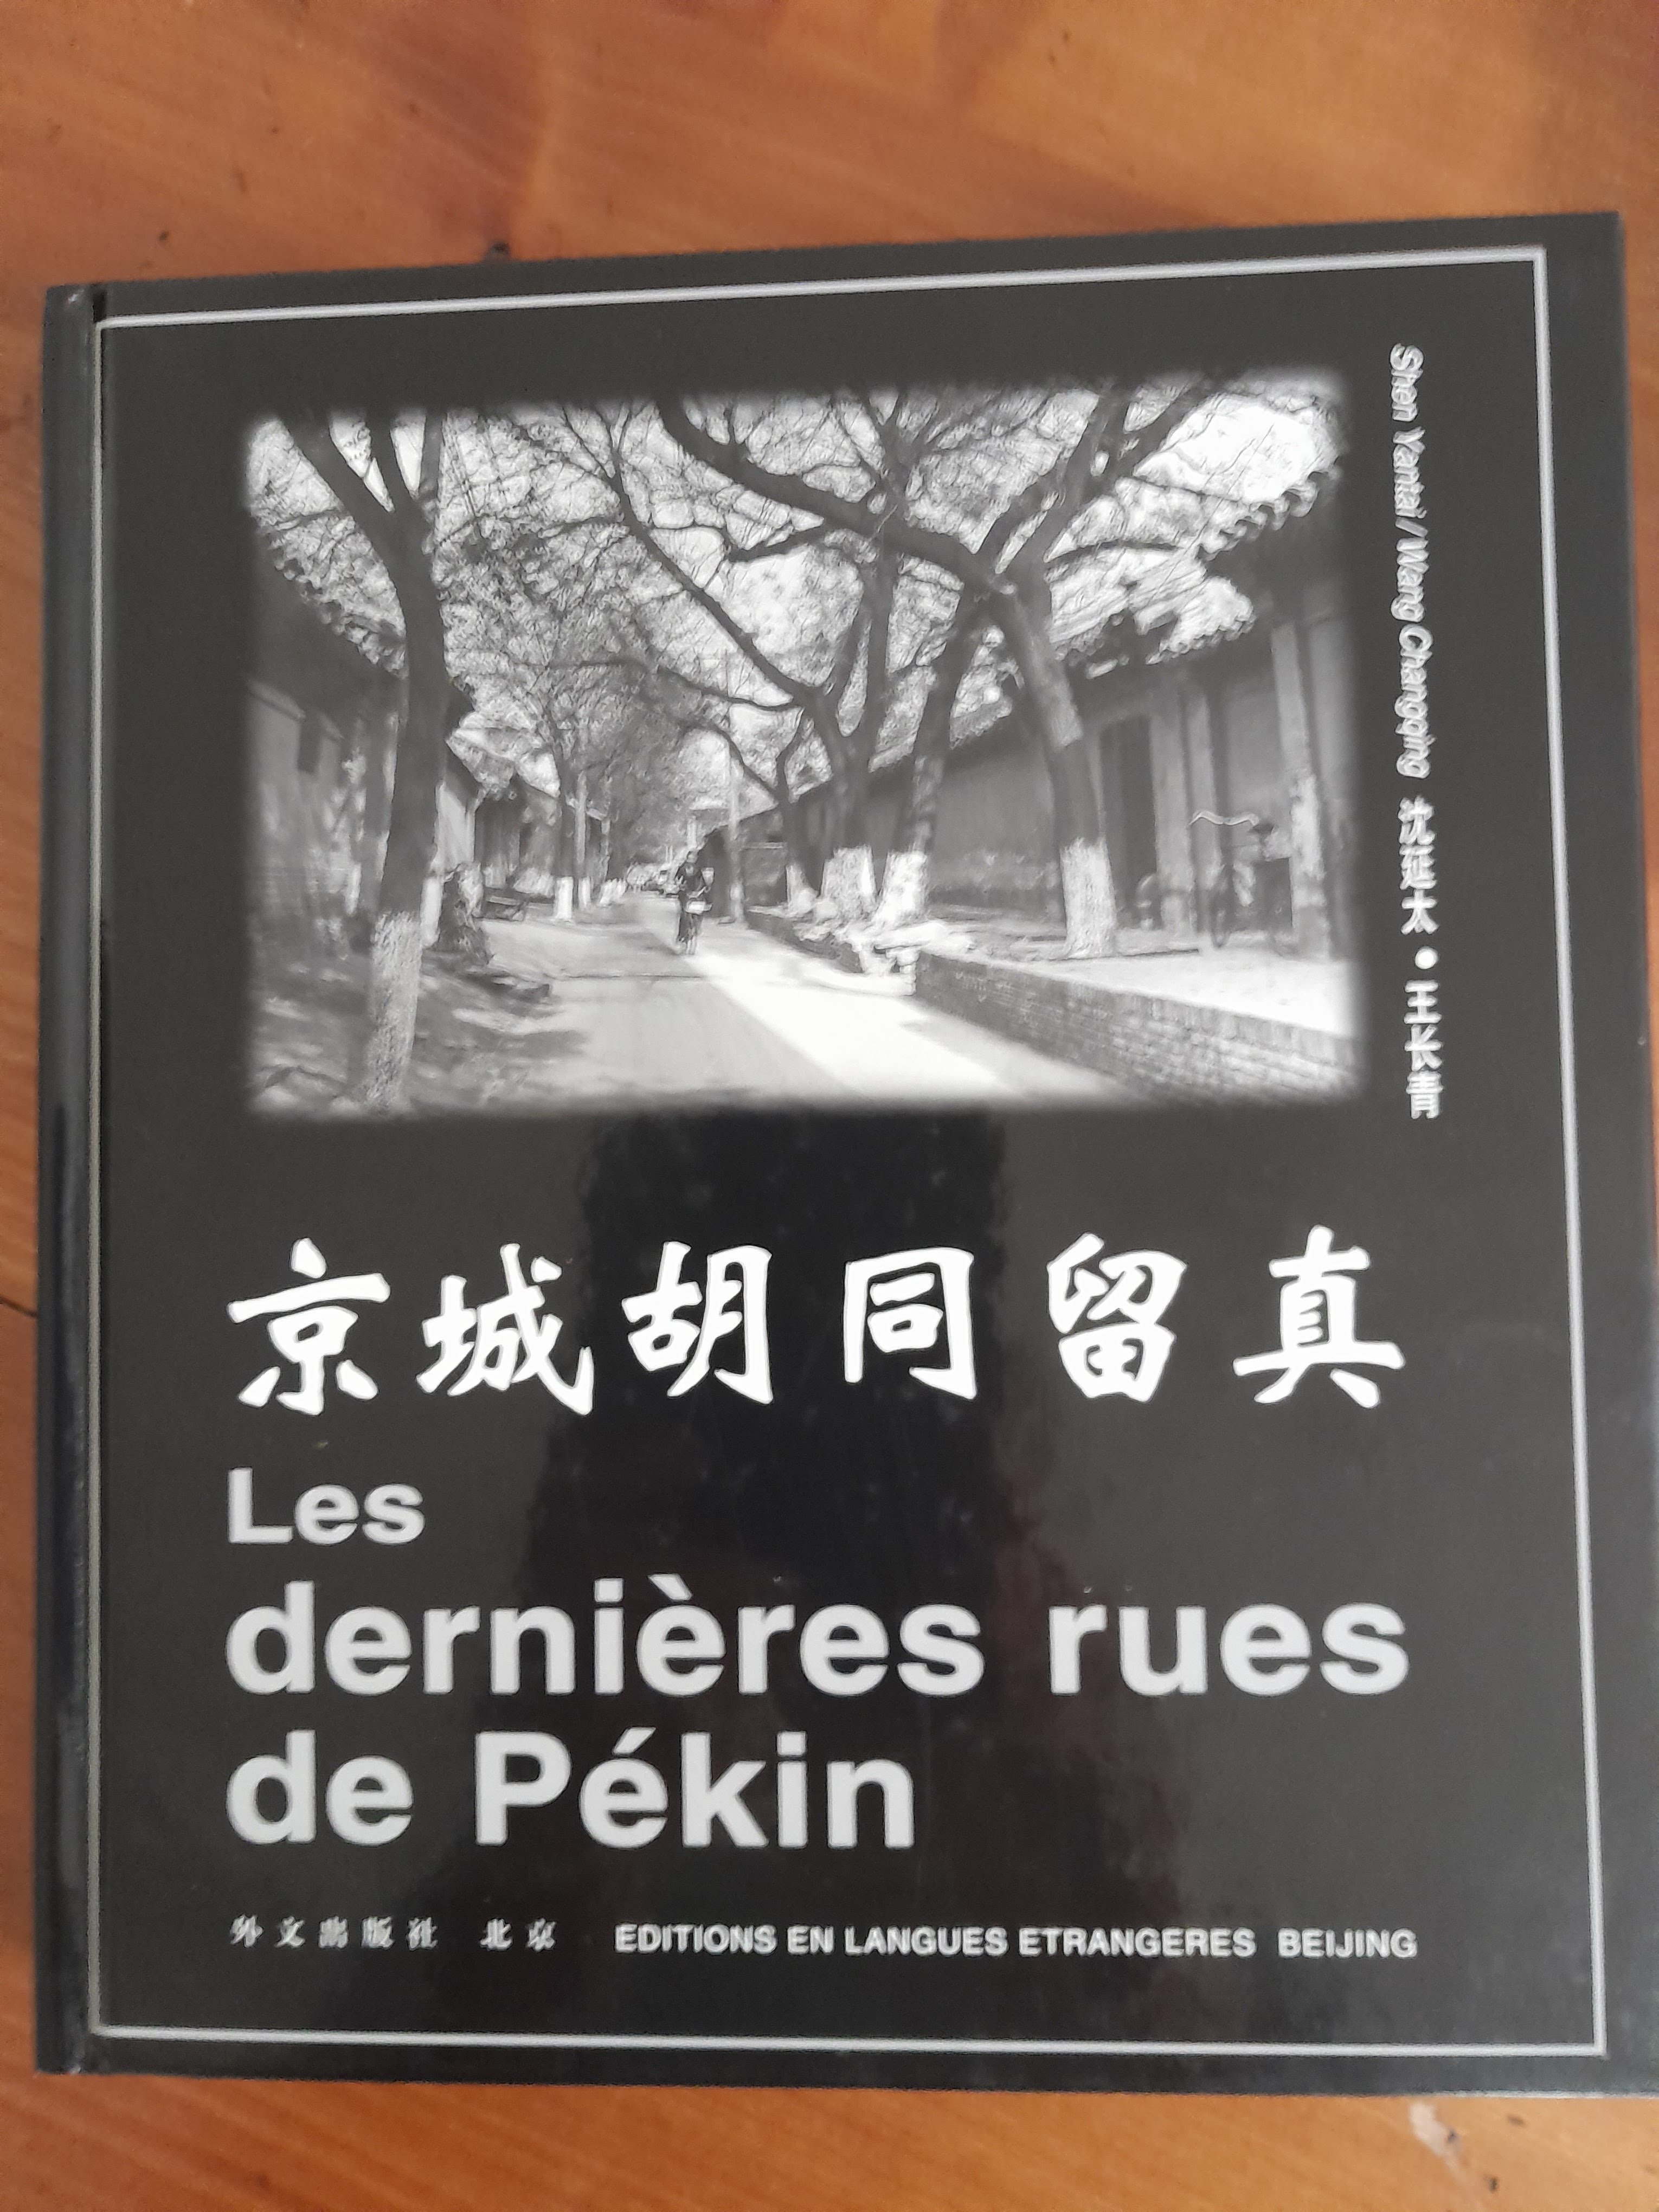 Shen Yantai / Wang Changqing 沈延太 • 王长青
京城胡同留真
Les
dernières rues
de Pékin
外文出版社 北京 EDITIONS EN LANGUES ETRANGERES BEIJING